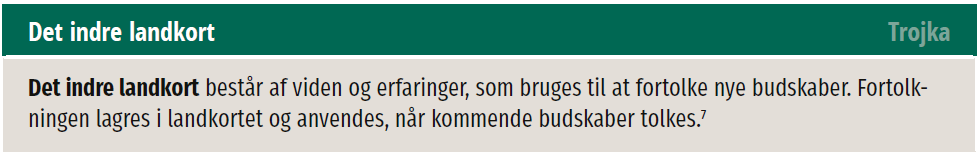 Det indre landkort Trojka
Det indre landkort består af viden og erfaringer, som bruges til at fortolke nye budskaber. Fortolk-
ningen lagres i landkortet og anvendes, når kommende budskaber tolkes.⁷